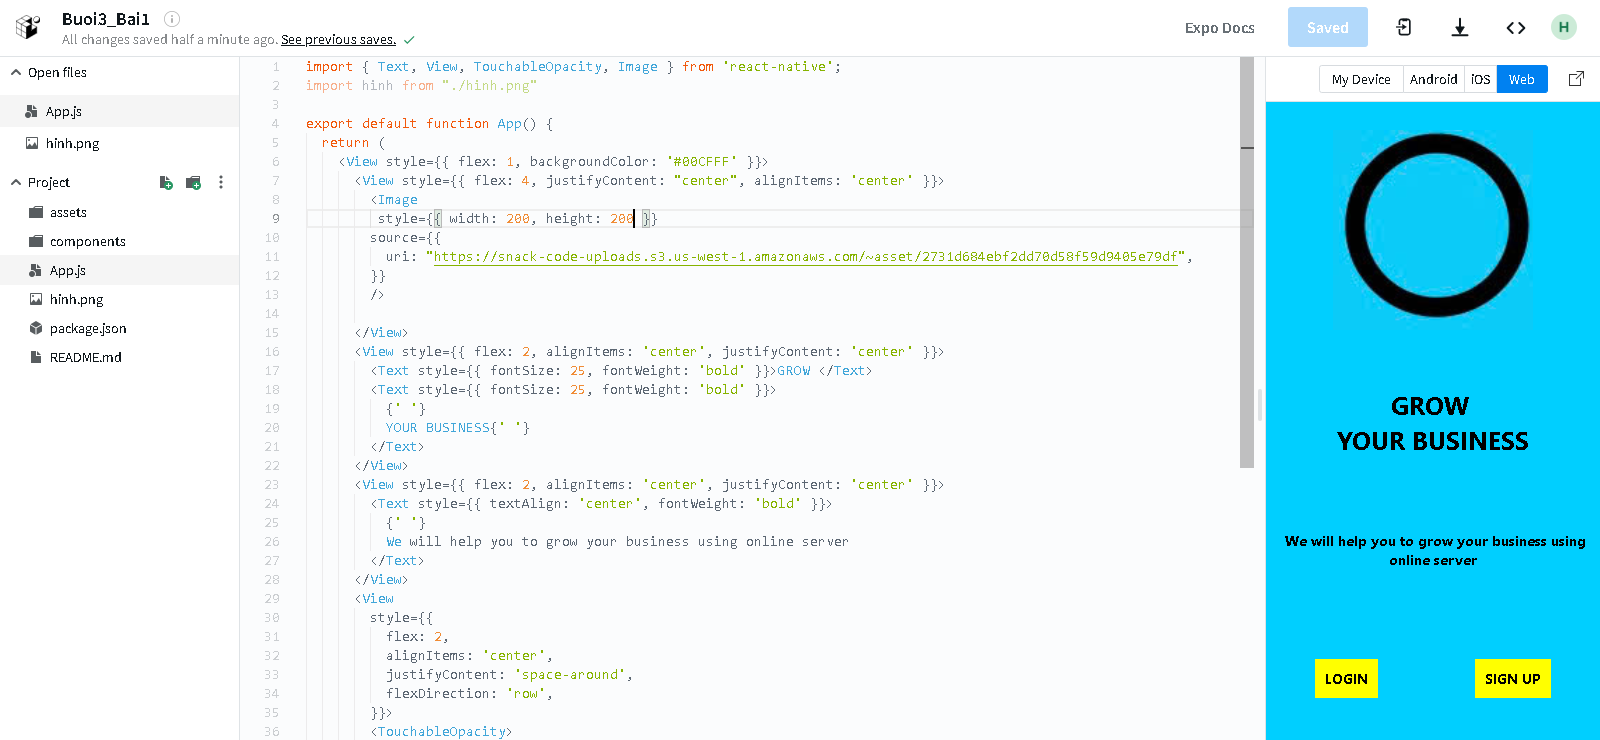 Buoi3_Bai1
All changes saved half a minute ago. See previous saves.
Expo Docs
Saved
H
Open files
App.js
hinh.png
Project
assets
components
App.js
hinh.png
package.json
README.md
1 import { Text, View, TouchableOpacity, Image } from 'react-native';
2 import hinh from "./hinh.png"
3
4 export default function App() {
5 return (
6 <View style={{ flex: 1, backgroundColor: '#00CFFF' }}>
7 <View style={{ flex: 4, justifyContent: "center", alignItems: 'center' }}>
8 <Image
9 style={{ width: 200, height: 200 }}
10 source={{
11 uri: "https://snack-code-uploads.s3.us-west-1.amazonaws.com/~asset/2731d684ebf2dd70d58f59d9405e79df",
12 }}
13 />
14
15 </View>
16 <View style={{ flex: 2, alignItems: 'center', justifyContent: 'center' }}>
17 <Text style={{ fontSize: 25, fontWeight: 'bold' }}>GROW </Text>
18 <Text style={{ fontSize: 25, fontWeight: 'bold' }}>
19 {' '}
20 YOUR BUSINESS{' '}
21 </Text>
22 </View>
23 <View style={{ flex: 2, alignItems: 'center', justifyContent: 'center' }}>
24 <Text style={{ textAlign: 'center', fontWeight: 'bold' }}>
25 {' '}
26 We will help you to grow your business using online server
27 </Text>
28 </View>
29 <View
30 style={{
31 flex: 2,
32 alignItems: 'center',
33 justifyContent: 'space-around',
34 flexDirection: 'row',
35 }}>
36 <TouchableOpacity>
My Device Android iOS Web
GROW
YOUR BUSINESS
We will help you to grow your business using
online server
LOGIN
SIGN UP